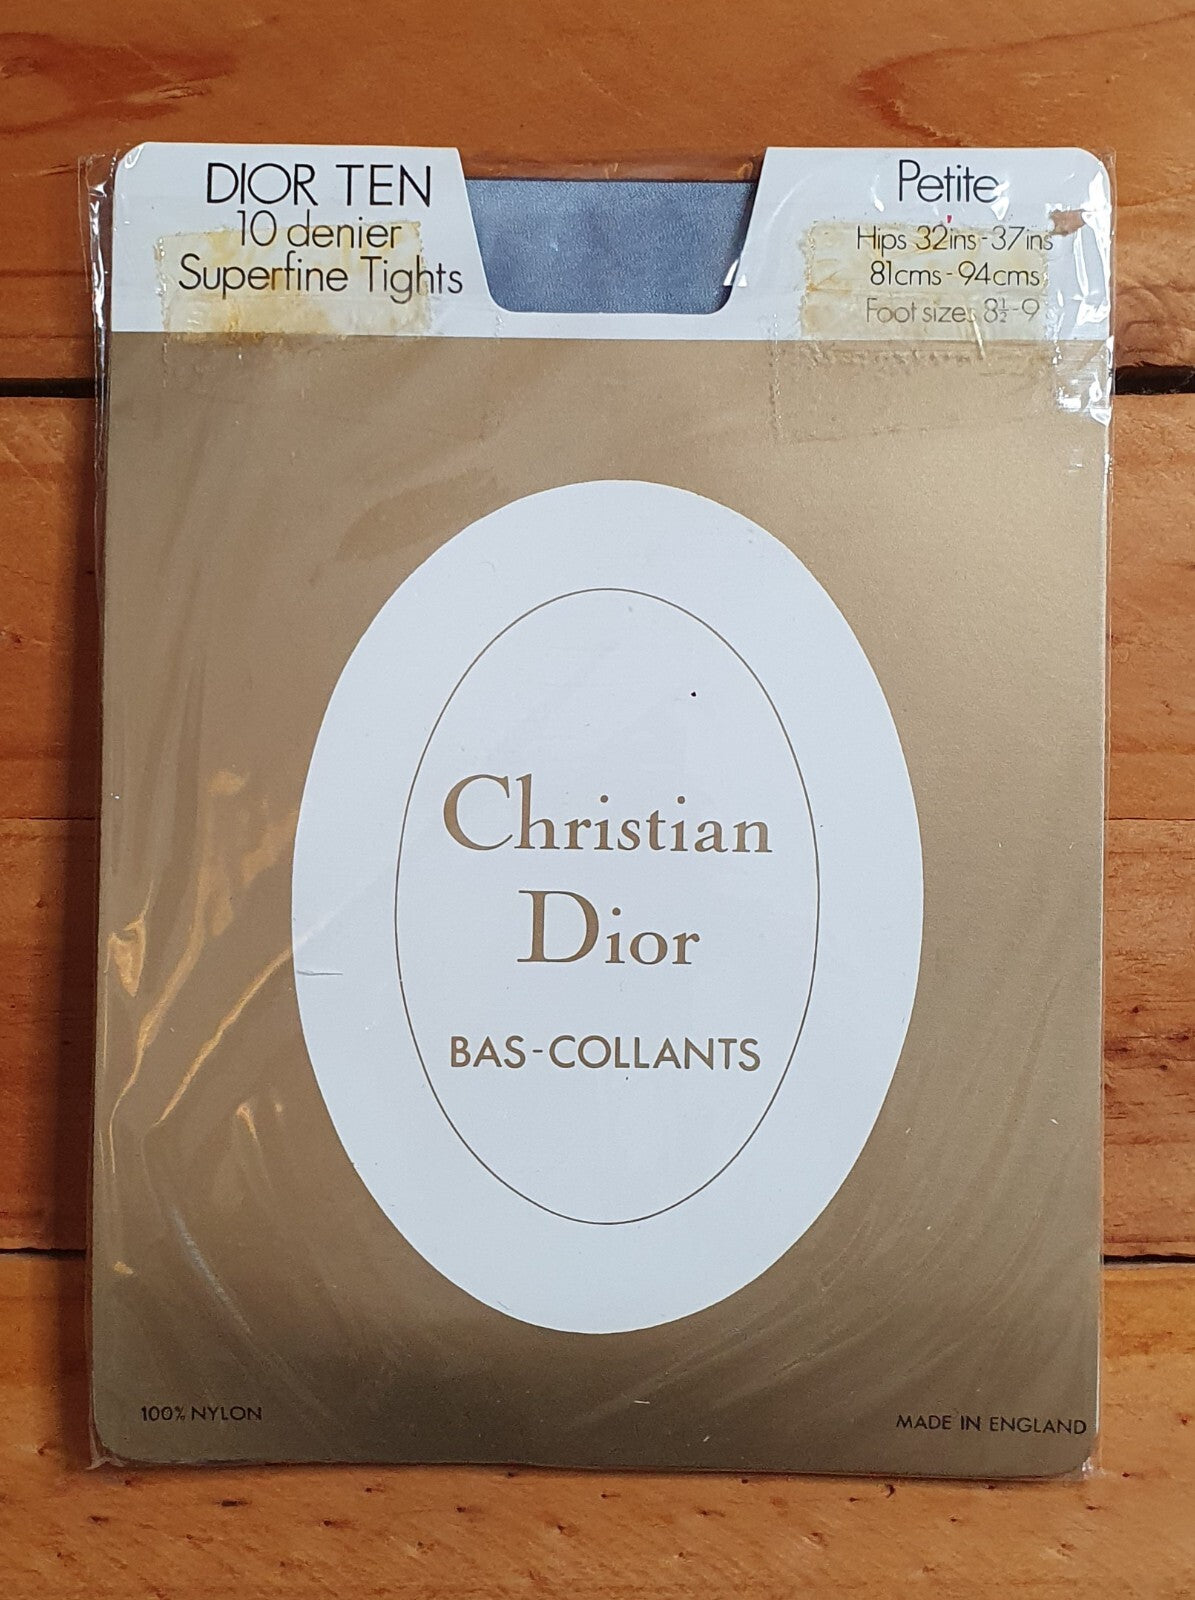 DIOR TEN
10 denier
Superfine Tights
Petite
Hips 32ins-37ins
81cms-94cms
Foot sizes 8½-9
Christian
Dior
BAS-COLLANTS
100% NYLON
MADE IN ENGLAND